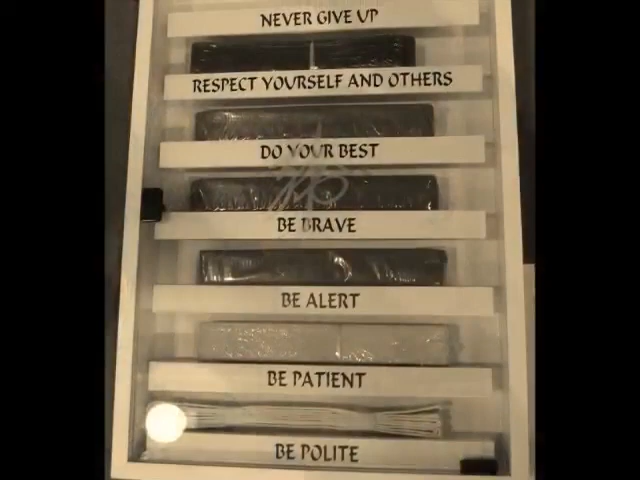 NEVER GIVE UP
RESPECT YOURSELF AND OTHERS
DO YOUR BEST
BE BRAVE
BE ALERT
BE PATIENT
BE POLITE